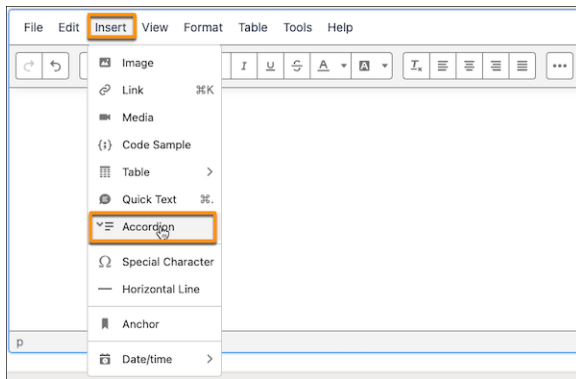 File Edit Insert View Format Table Tools Help
I U S A A Tx
Image
Link ⌘K
Media
{;} Code Sample
Table
Quick Text ⌘.
Accordion
Ω Special Character
Horizontal Line
Anchor
Date/time
p